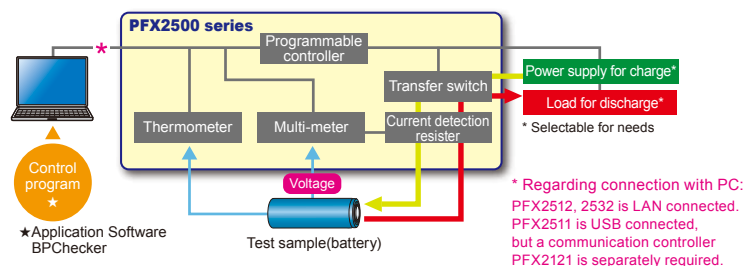 PFX2500 series
*
Programmable
controller
Transfer switch
Power supply for charge*
Load for discharge*
* Selectable for needs
Thermometer
Multi-meter
Current detection
resister
Control
program
★
Voltage
★Application Software
BPChecker
Test sample(battery)
* Regarding connection with PC:
PFX2512, 2532 is LAN connected.
PFX2511 is USB connected,
but a communication controller
PFX2121 is separately required.